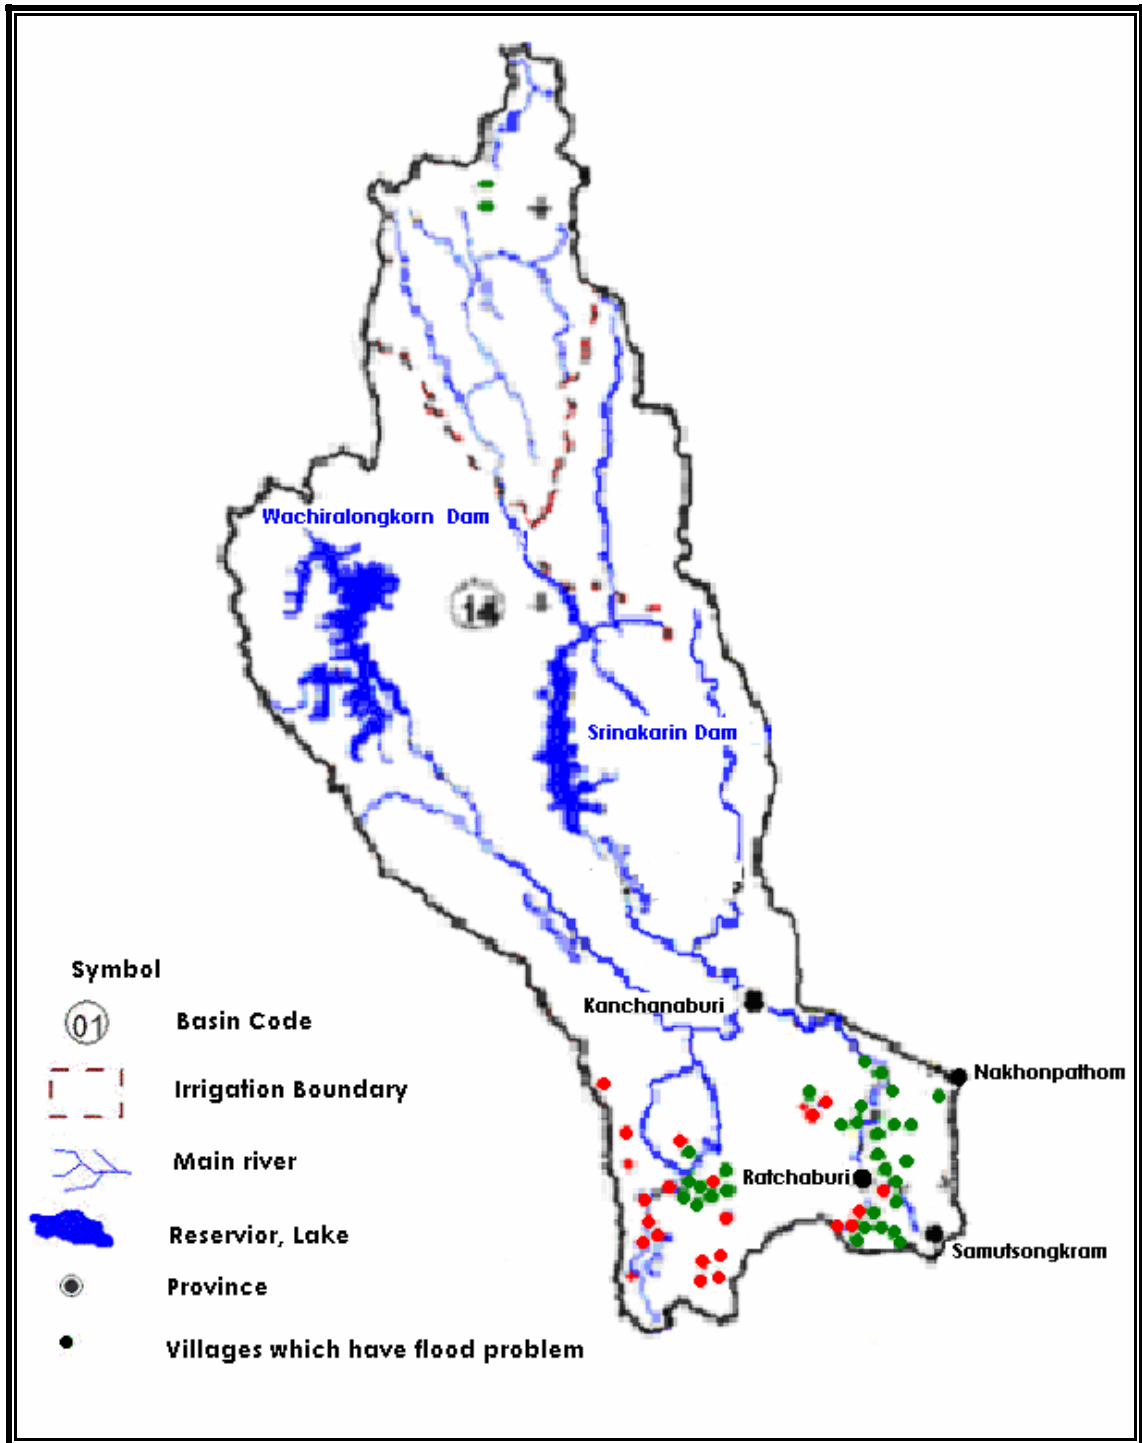 Wachiralongkorn Dam
14
Srinakarin Dam
Kanchanaburi
Nakhonpathom
Ratchaburi
Samutsongkram
Symbol
01 Basin Code
Irrigation Boundary
Main river
Reservior, Lake
Province
Villages which have flood problem